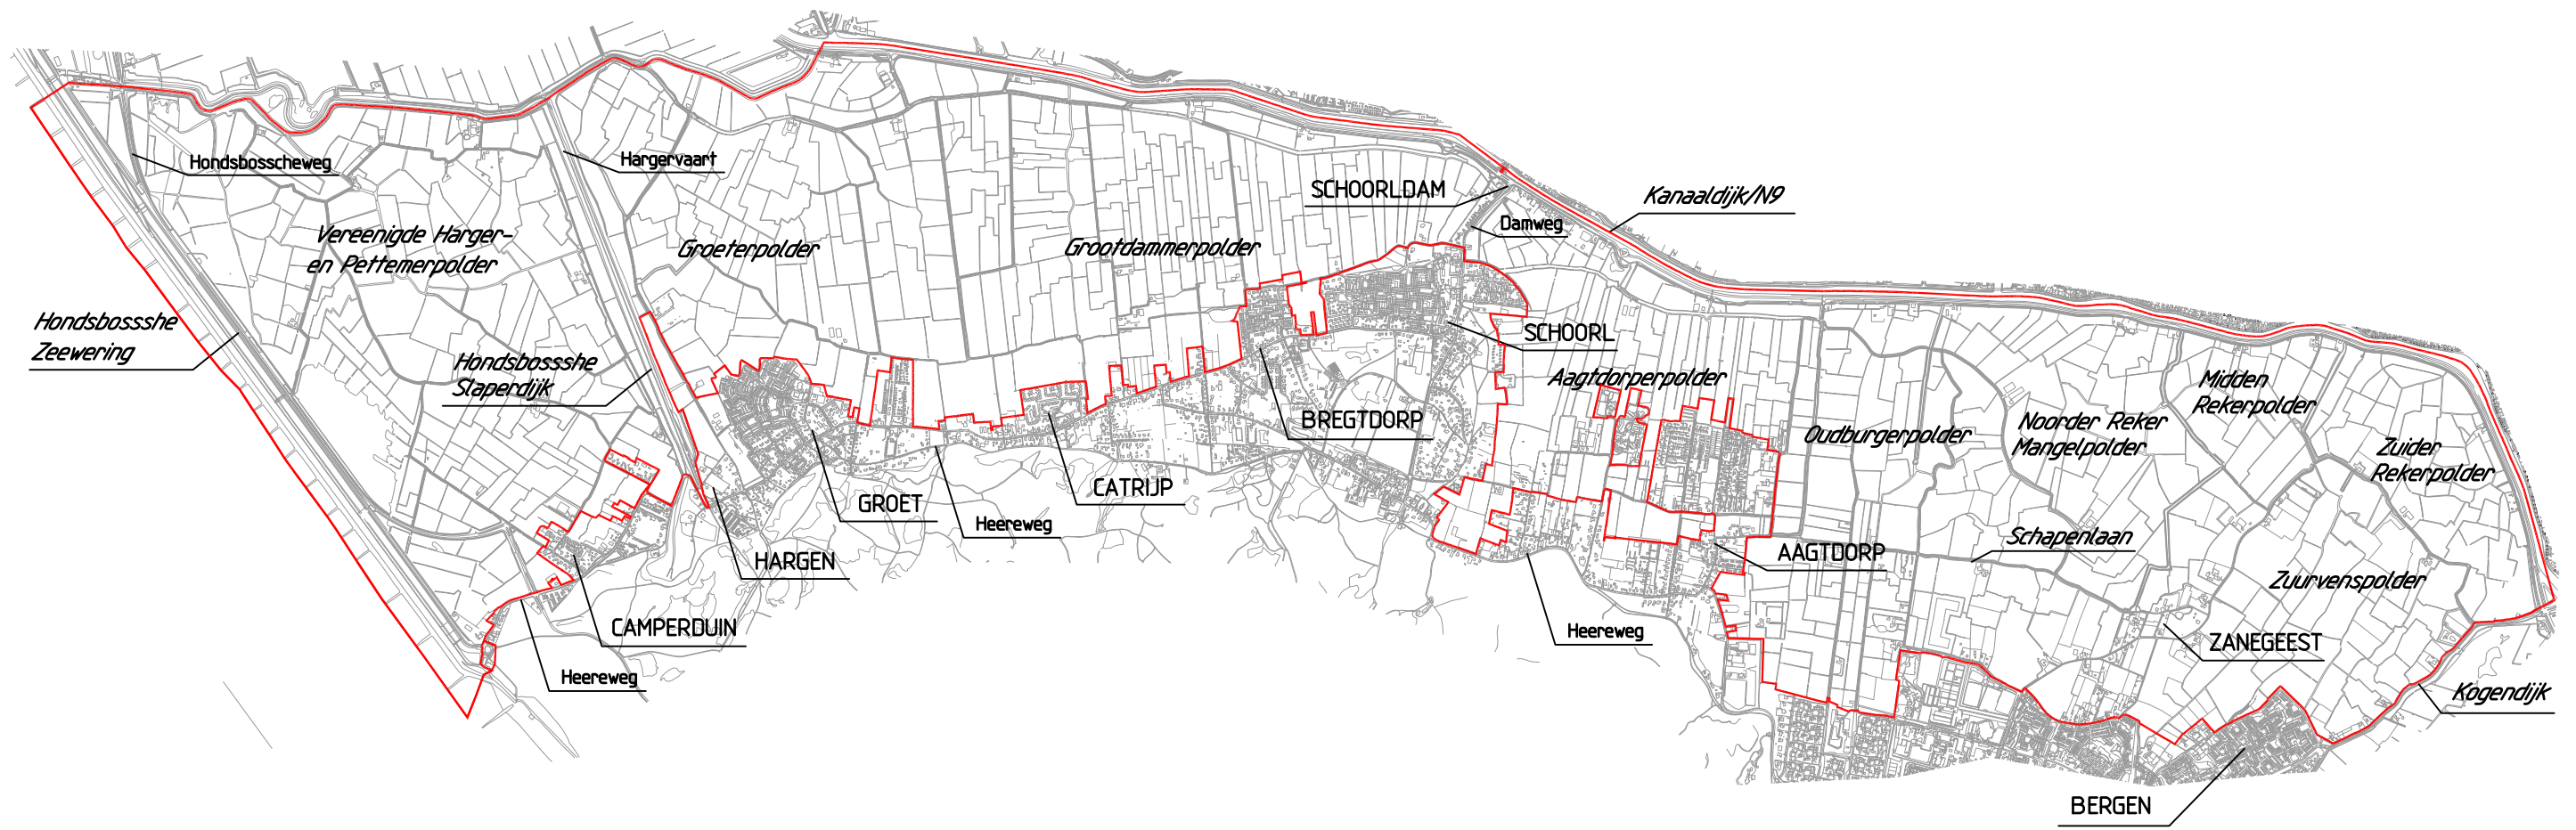 Hondsbosscheweg
Hargervaart
SCHOORLDAM
Kanaaldijk/N9
Damweg
Vereenigde Harger-
en Pettemerpolder
Groeterpolder
Grootdammerpolder
Hondsbossshe
Zeewering
Hondsbossshe
Slaperdijk
SCHOORL
Aagtdorperpolder
BREGTDORP
Oudburgerpolder
Noorder Reker
Mangelpolder
Midden
Rekerpolder
Zuider
Rekerpolder
CATRIJP
GROET
Heereweg
HARGEN
Schapenlaan
AAGTDORP
Zuurvenspolder
CAMPERDUIN
Heereweg
Heereweg
ZANEGEEST
Kogendijk
BERGEN